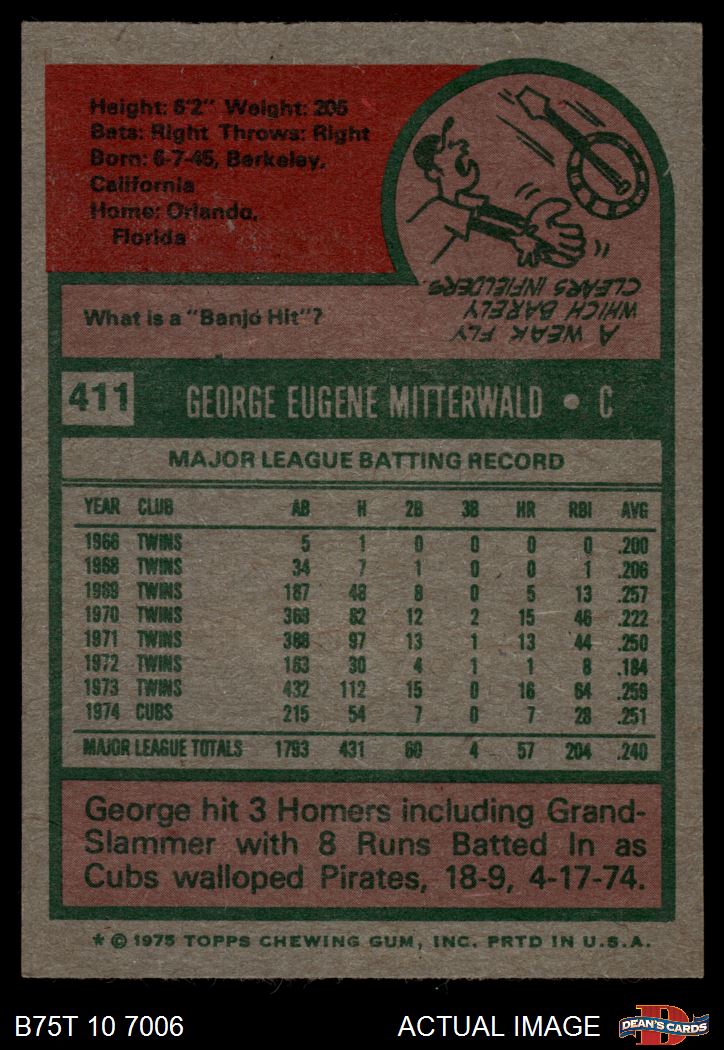 Height: 6'2" Weight: 205
Bats: Right Throws: Right
Born: 6-7-45, Berkeley,
California
Home: Orlando,
Florida
What is a "Banjo Hit"?
A WEAK FLY
WHICH BARELY
CLEARS INFIELDERS.
411 GEORGE EUGENE MITTERWALD • C
MAJOR LEAGUE BATTING RECORD
YEAR CLUB AB H 2B 3B HR RBI AVG
1966 TWINS 5 1 0 0 0 0 .200
1968 TWINS 34 7 1 0 0 1 .206
1969 TWINS 187 48 8 0 5 13 .257
1970 TWINS 369 82 12 2 15 46 .222
1971 TWINS 388 97 13 1 13 44 .250
1972 TWINS 163 30 4 1 1 8 .184
1973 TWINS 432 112 15 0 16 64 .259
1974 CUBS 215 54 7 0 7 28 .251
MAJOR LEAGUE TOTALS 1793 431 60 4 57 204 .240
George hit 3 Homers including Grand-
Slammer with 8 Runs Batted In as
Cubs walloped Pirates, 18-9, 4-17-74.
* © 1975 TOPPS CHEWING GUM, INC. PRTD IN U.S.A.
B75T 10 7006 ACTUAL IMAGE D DEAN'S CARDS